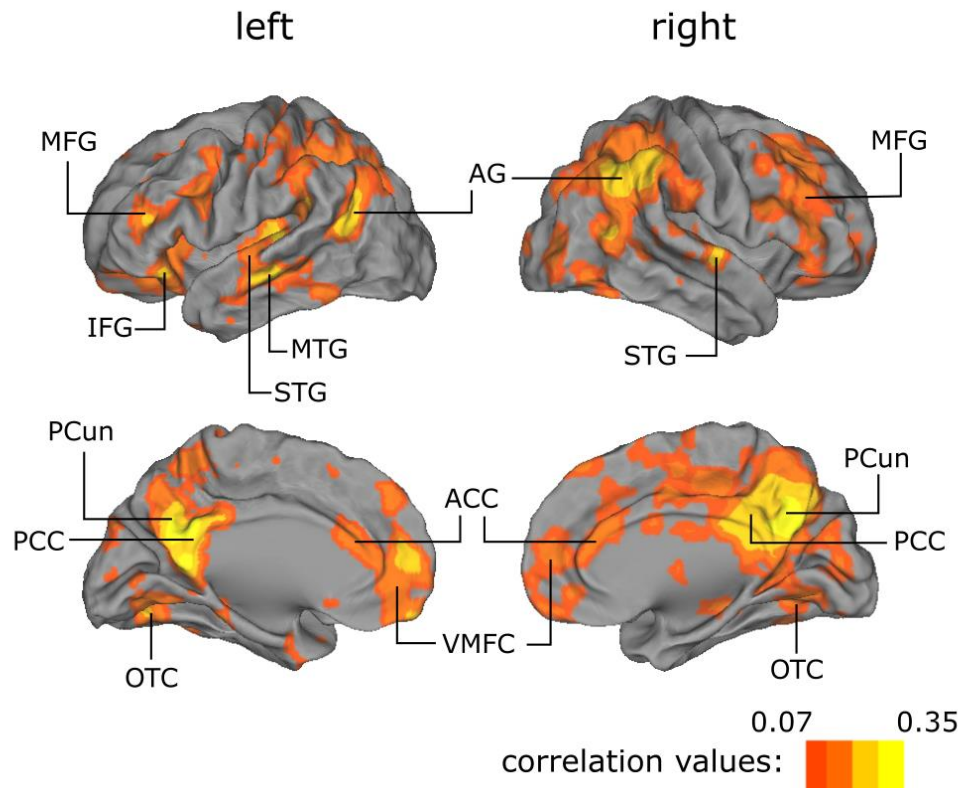 left right
MFG AG MFG
IFG
MTG
STG
STG
PCun PCun
PCC ACC PCC
VMFC
OTC OTC
0.07 0.35
correlation values: